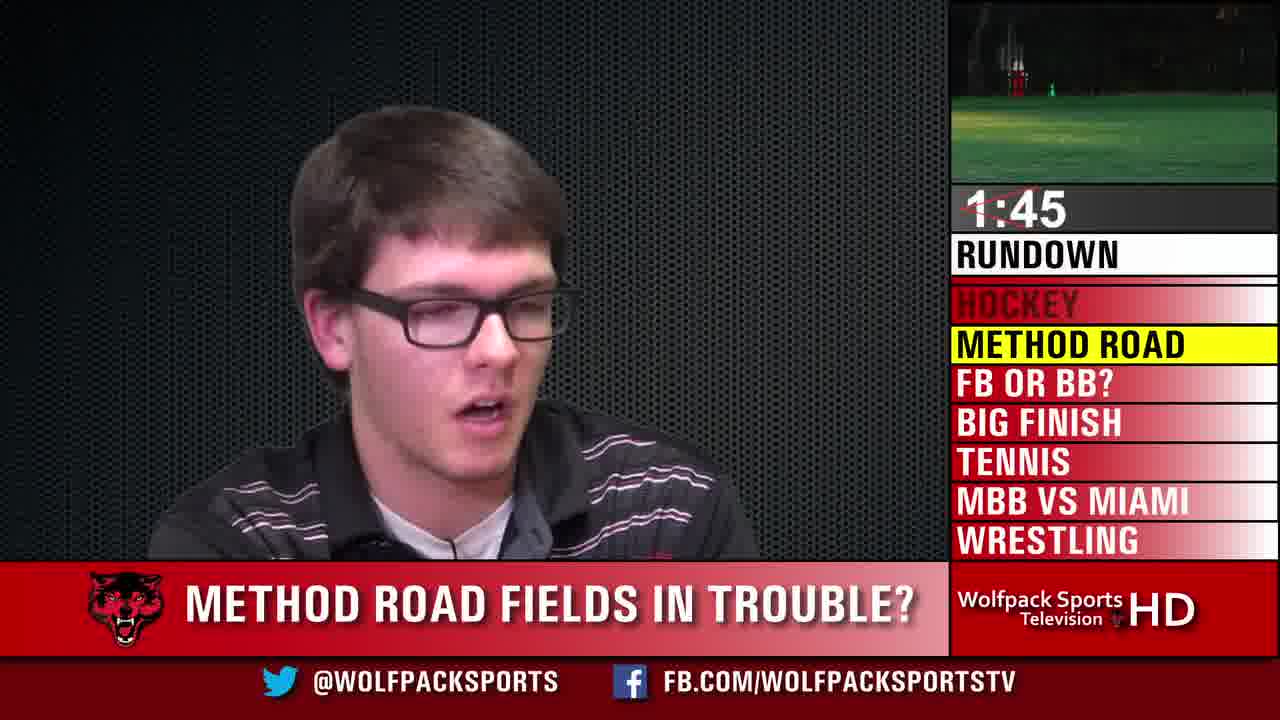 1:45
RUNDOWN
HOCKEY
METHOD ROAD
FB OR BB?
BIG FINISH
TENNIS
MBB VS MIAMI
WRESTLING
METHOD ROAD FIELDS IN TROUBLE?
Wolfpack Sports
Television
HD
@WOLFPACKSPORTS
FB.COM/WOLFPACKSPORTSTV